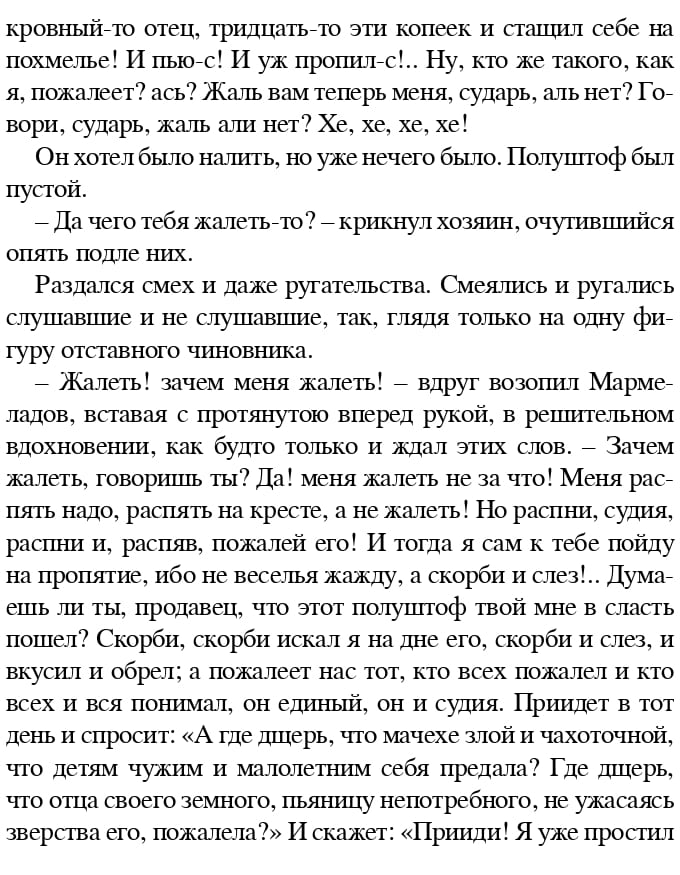 кровный-то отец, тридцать-то эти копеек и стащил себе на
похмелье! И пью-с! И уж пропил-с!.. Ну, кто же такого, как
я, пожалеет? ась? Жаль вам теперь меня, сударь, аль нет? Го-
вори, сударь, жаль али нет? Хе, хе, хе, хе!
Он хотел было налить, но уже нечего было. Полуштоф был
пустой.
– Да чего тебя жалеть-то? – крикнул хозяин, очутившийся
опять подле них.
Раздался смех и даже ругательства. Смеялись и ругались
слушавшие и не слушавшие, так, глядя только на одну фи-
гуру отставного чиновника.
– Жалеть! зачем меня жалеть! – вдруг возопил Марме-
ладов, вставая с протянутою вперед рукой, в решительном
вдохновении, как будто только и ждал этих слов. – Зачем
жалеть, говоришь ты? Да! меня жалеть не за что! Меня рас-
пять надо, распять на кресте, а не жалеть! Но распни, судия,
распни и, распяв, пожалей его! И тогда я сам к тебе пойду
на пропятие, ибо не веселья жажду, а скорби и слез!.. Дума-
ешь ли ты, продавец, что этот полуштоф твой мне в сласть
пошел? Скорби, скорби искал я на дне его, скорби и слез, и
вкусил и обрел; а пожалеет нас тот, кто всех пожалел и кто
всех и вся понимал, он единый, он и судия. Приидет в тот
день и спросит: «А где дщерь, что мачехе злой и чахоточной,
что детям чужим и малолетним себя предала? Где дщерь,
что отца своего земного, пьяницу непотребного, не ужасаясь
зверства его, пожалела?» И скажет: «Прииди! Я уже простил